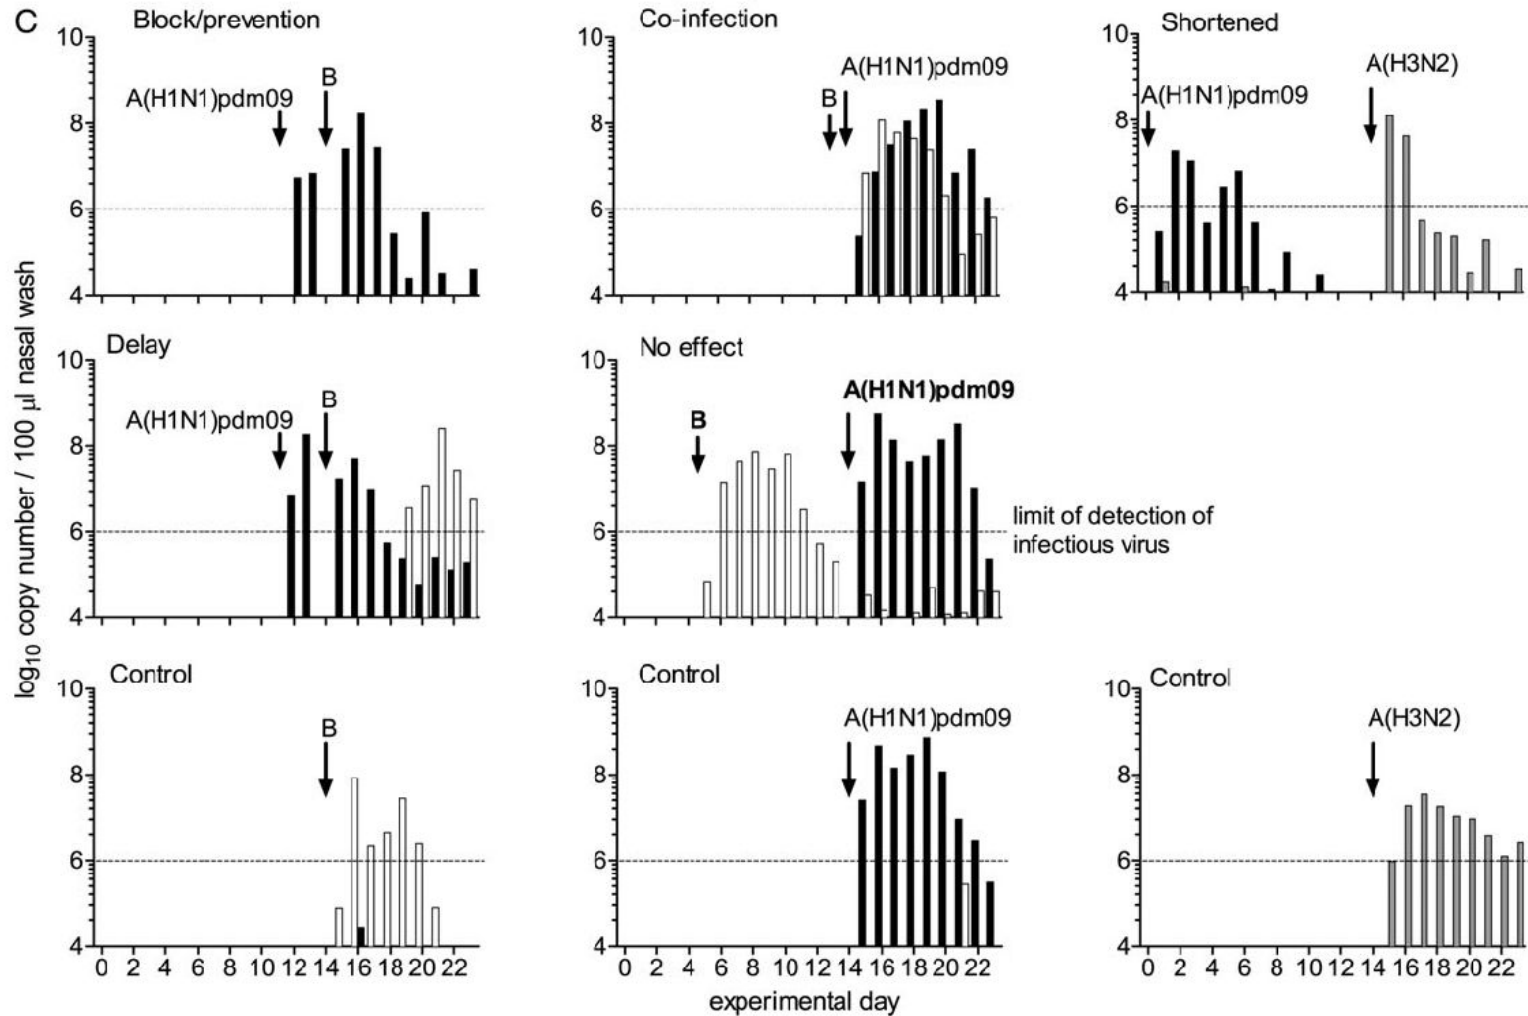 C
Block/prevention
10
8
6
4
A(H1N1)pdm09
B
Co-infection
10
8
6
4
B
A(H1N1)pdm09
Shortened
10
8
6
4
A(H1N1)pdm09
A(H3N2)
log10 copy number / 100 µl nasal wash
Delay
10
8
6
4
A(H1N1)pdm09
B
No effect
10
8
6
4
B
A(H1N1)pdm09
limit of detection of
infectious virus
Control
10
8
6
4
B
0 2 4 6 8 10 12 14 16 18 20 22
Control
10
8
6
4
A(H1N1)pdm09
0 2 4 6 8 10 12 14 16 18 20 22
Control
10
8
6
4
A(H3N2)
0 2 4 6 8 10 12 14 16 18 20 22
experimental day